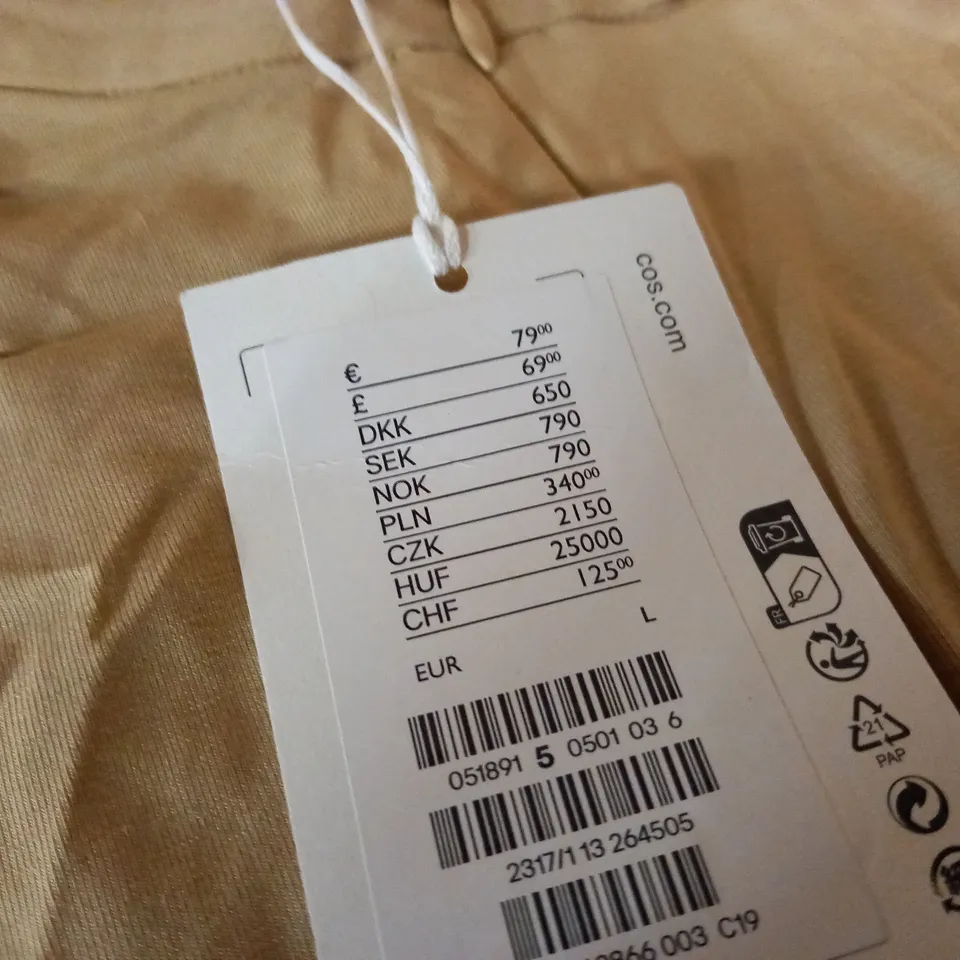 cos.com
€ 79⁰⁰
£ 69⁰⁰
DKK 650
SEK 790
NOK 790
PLN 340⁰⁰
CZK 2150
HUF 25000
CHF 125⁰⁰
L
EUR
051891 5 0501 03 6
2317/1 13 264505
003 C19
FR
21
PAP